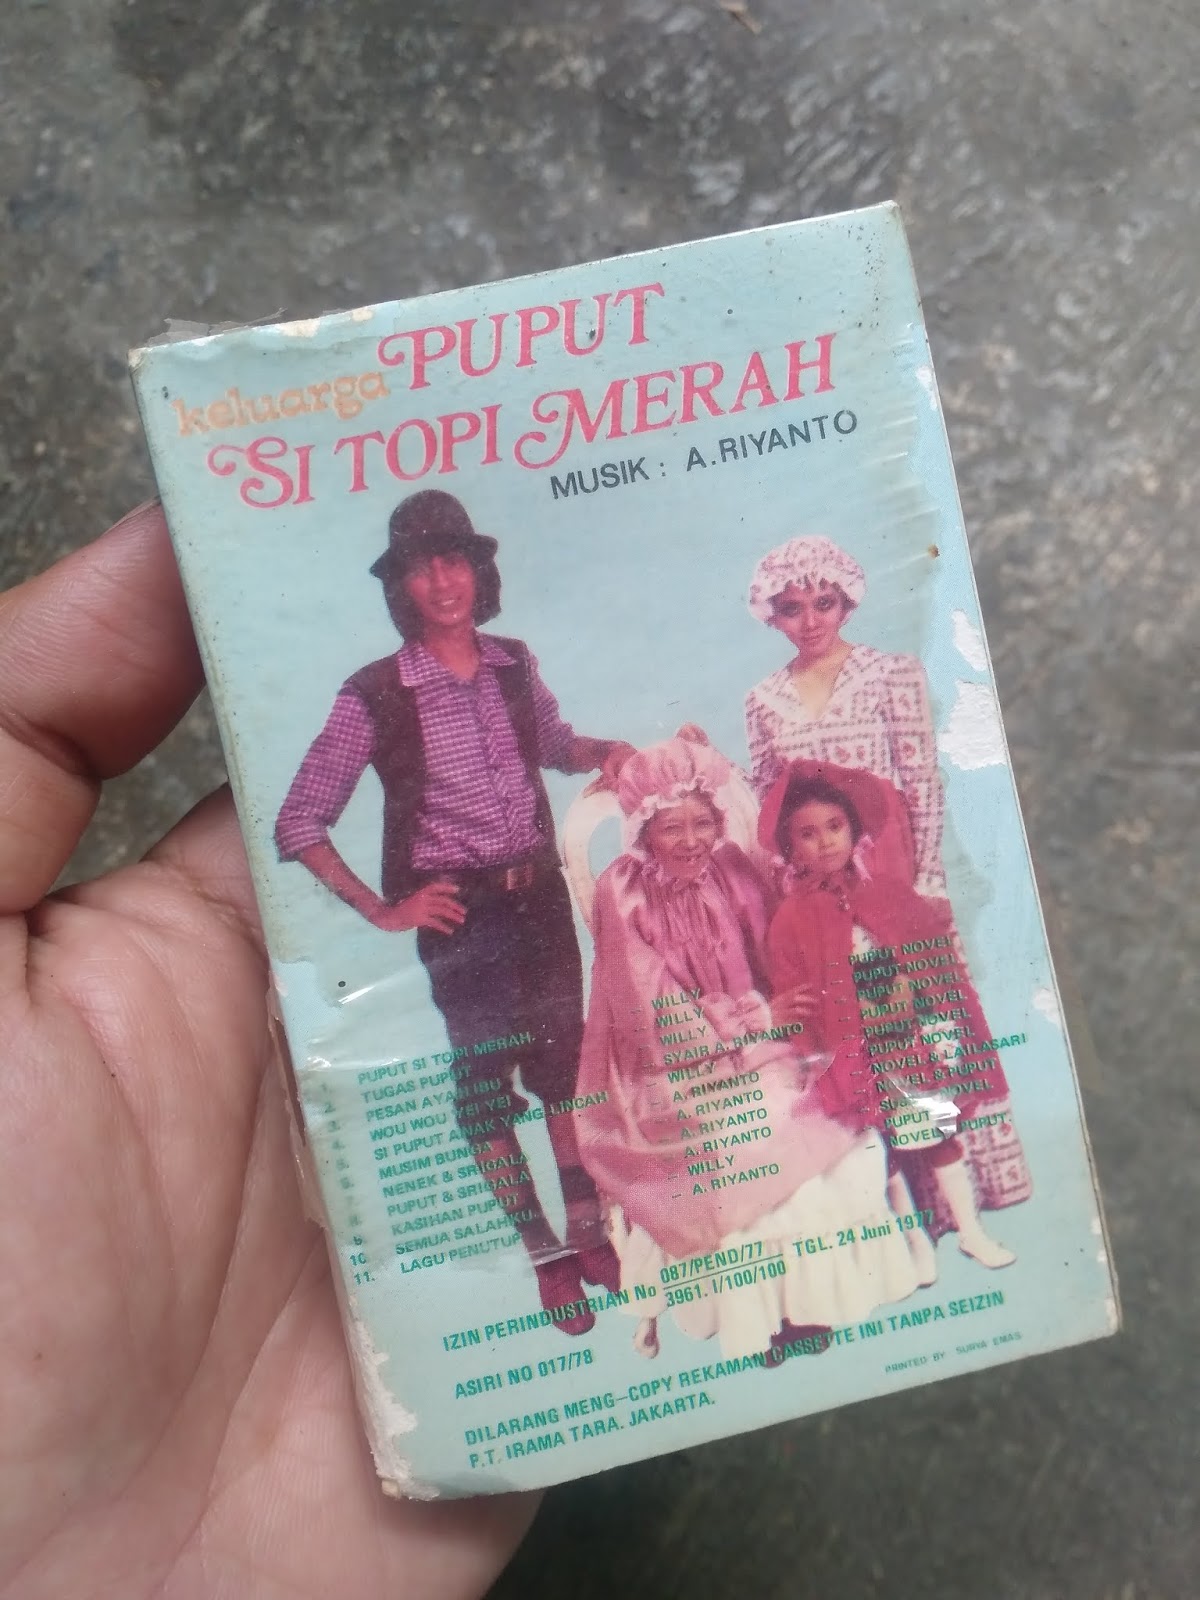 keluarga PUPUT
SI TOPI MERAH
MUSIK : A. RIYANTO
1. PUPUT SI TOPI MERAH. – WILLY – PUPUT NOVEL
2. TUGAS PUPUT – WILLY – PUPUT NOVEL
3. PESAN AYAH IBU – WILLY – PUPUT NOVEL
4. WOU WOU YEI YEI – SYAIR A. RIYANTO – PUPUT NOVEL
5. SI PUPUT ANAK YANG LINCAH – WILLY – PUPUT NOVEL
6. MUSIM BUNGA – A. RIYANTO – PUPUT NOVEL
7. NENEK & SRIGALA – A. RIYANTO – NOVEL & LAILASARI
8. PUPUT & SRIGALA – A. RIYANTO – NOVEL & PUPUT
9. KASIHAN PUPUT – A. RIYANTO – NOVEL
10. SEMUA SALAHKU. – WILLY – PUPUT
11. LAGU PENUTUP – A. RIYANTO – NOVEL & PUPUT.
IZIN PERINDUSTRIAN No 087/PEND/77 TGL. 24 Juni 1977
3961. I/100/100
ASIRI NO 017/78
DILARANG MENG–COPY REKAMAN CASSETTE INI TANPA SEIZIN
P.T. IRAMA TARA. JAKARTA.
PRINTED BY SURYA EMAS